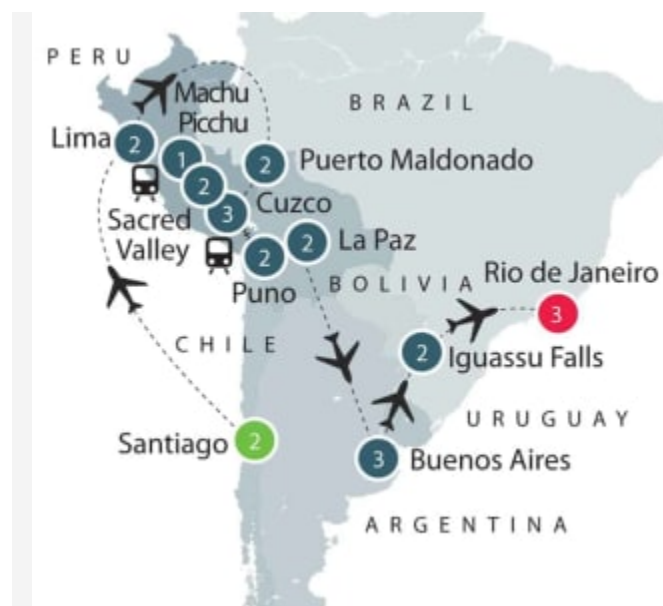 PERU
Machu
Picchu
BRAZIL
Lima
2
1
2
Puerto Maldonado
2
3
Cuzco
Sacred
Valley
2
La Paz
2
Puno
BOLIVIA
Rio de Janeiro
3
CHILE
2
Iguassu Falls
URUGUAY
Santiago
2
3
Buenos Aires
ARGENTINA